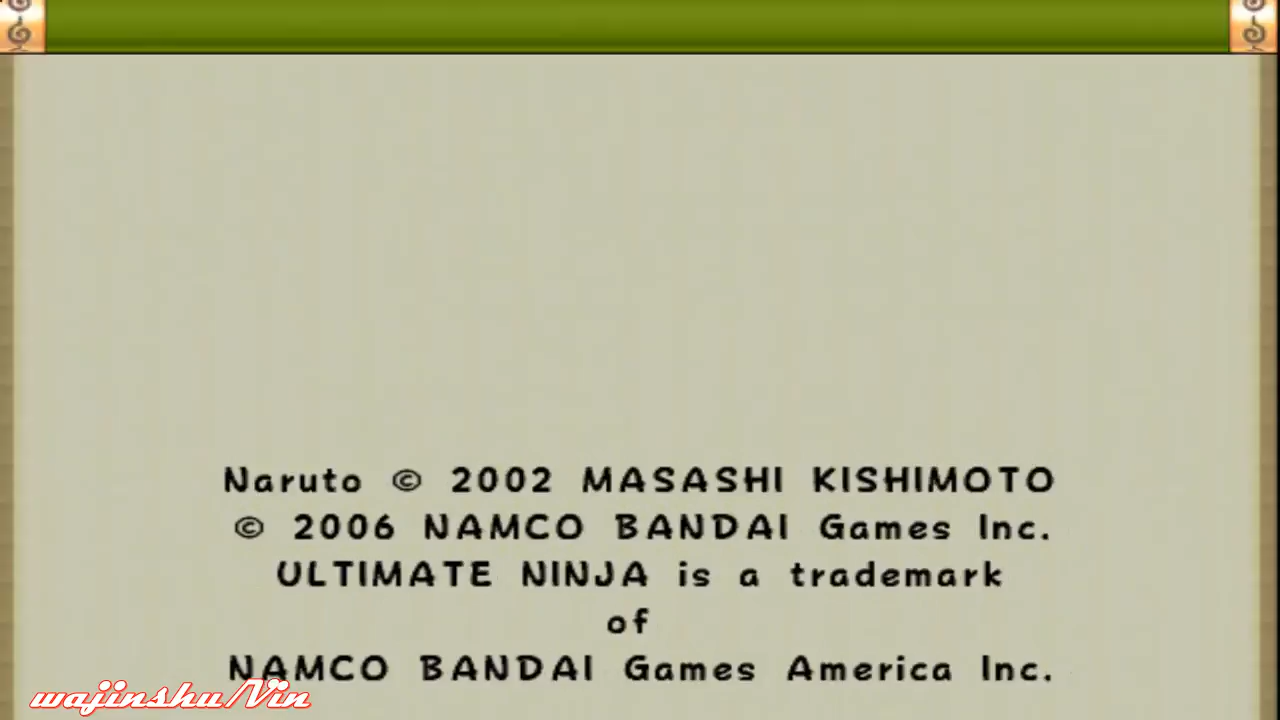 Naruto © 2002 MASASHI KISHIMOTO
© 2006 NAMCO BANDAI Games Inc.
ULTIMATE NINJA is a trademark
of
NAMCO BANDAI Games America Inc.
wajinshu/Vin